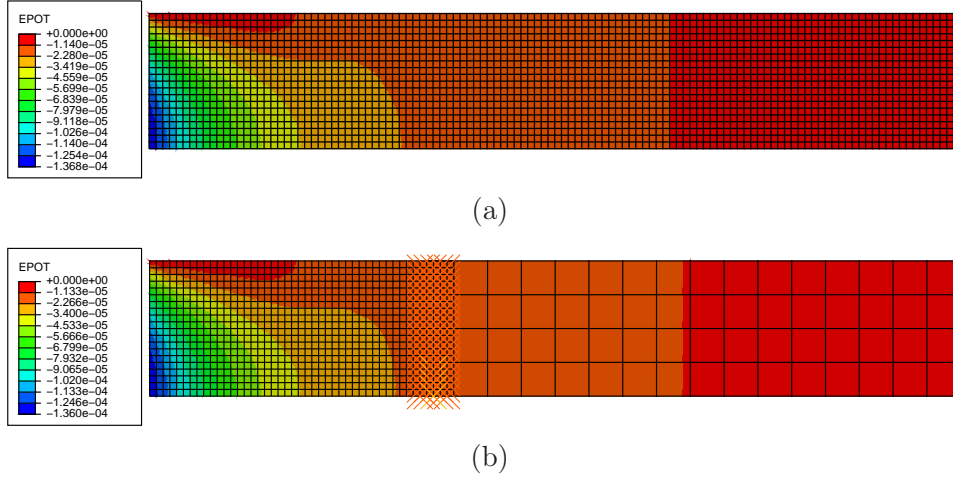 EPOT
+0.000e+00
−1.140e−05
−2.280e−05
−3.419e−05
−4.559e−05
−5.699e−05
−6.839e−05
−7.979e−05
−9.118e−05
−1.026e−04
−1.140e−04
−1.254e−04
−1.368e−04
(a)
EPOT
+0.000e+00
−1.133e−05
−2.266e−05
−3.400e−05
−4.533e−05
−5.666e−05
−6.799e−05
−7.932e−05
−9.065e−05
−1.020e−04
−1.133e−04
−1.246e−04
−1.360e−04
(b)